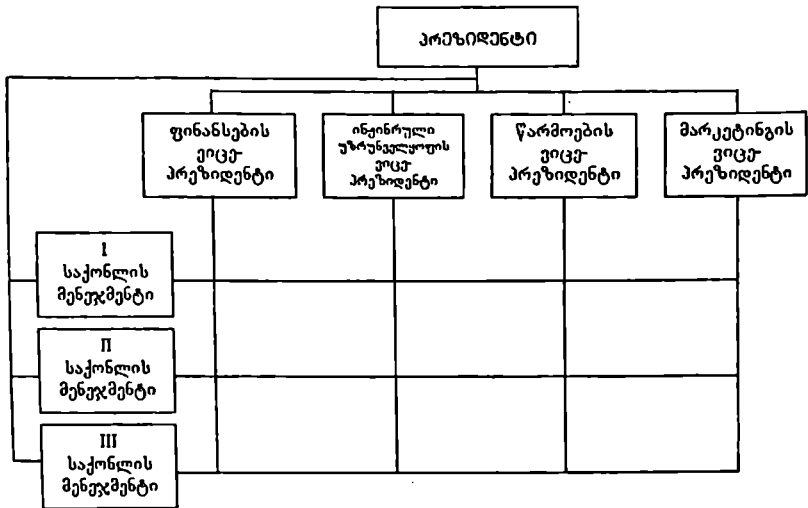 პრეზიდენტი
ფინანსების
ვიცე-
პრეზიდენტი
ინჟინრული
უზრუნველყოფის
ვიცე-
პრეზიდენტი
წარმოების
ვიცე-
პრეზიდენტი
მარკეტინგის
ვიცე-
პრეზიდენტი
I
საქონლის
მენეჯმენტი
II
საქონლის
მენეჯმენტი
III
საქონლის
მენეჯმენტი